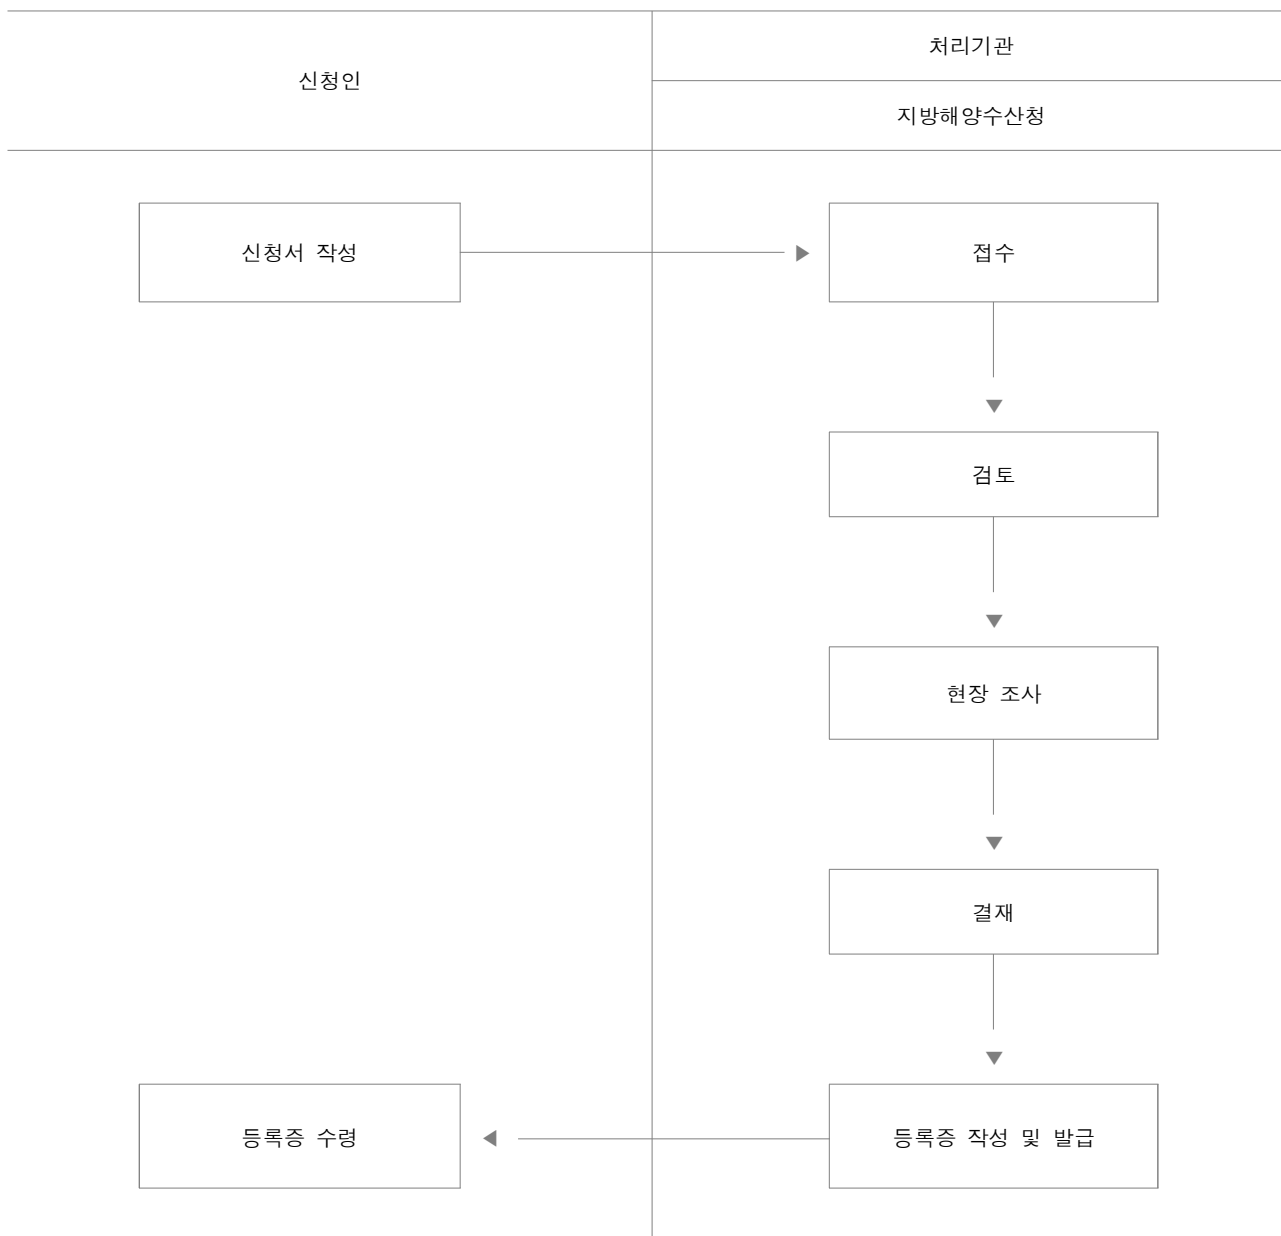 신청인
처리기관
지방해양수산청
신청서 작성
접수
검토
현장 조사
결재
등록증 수령
등록증 작성 및 발급